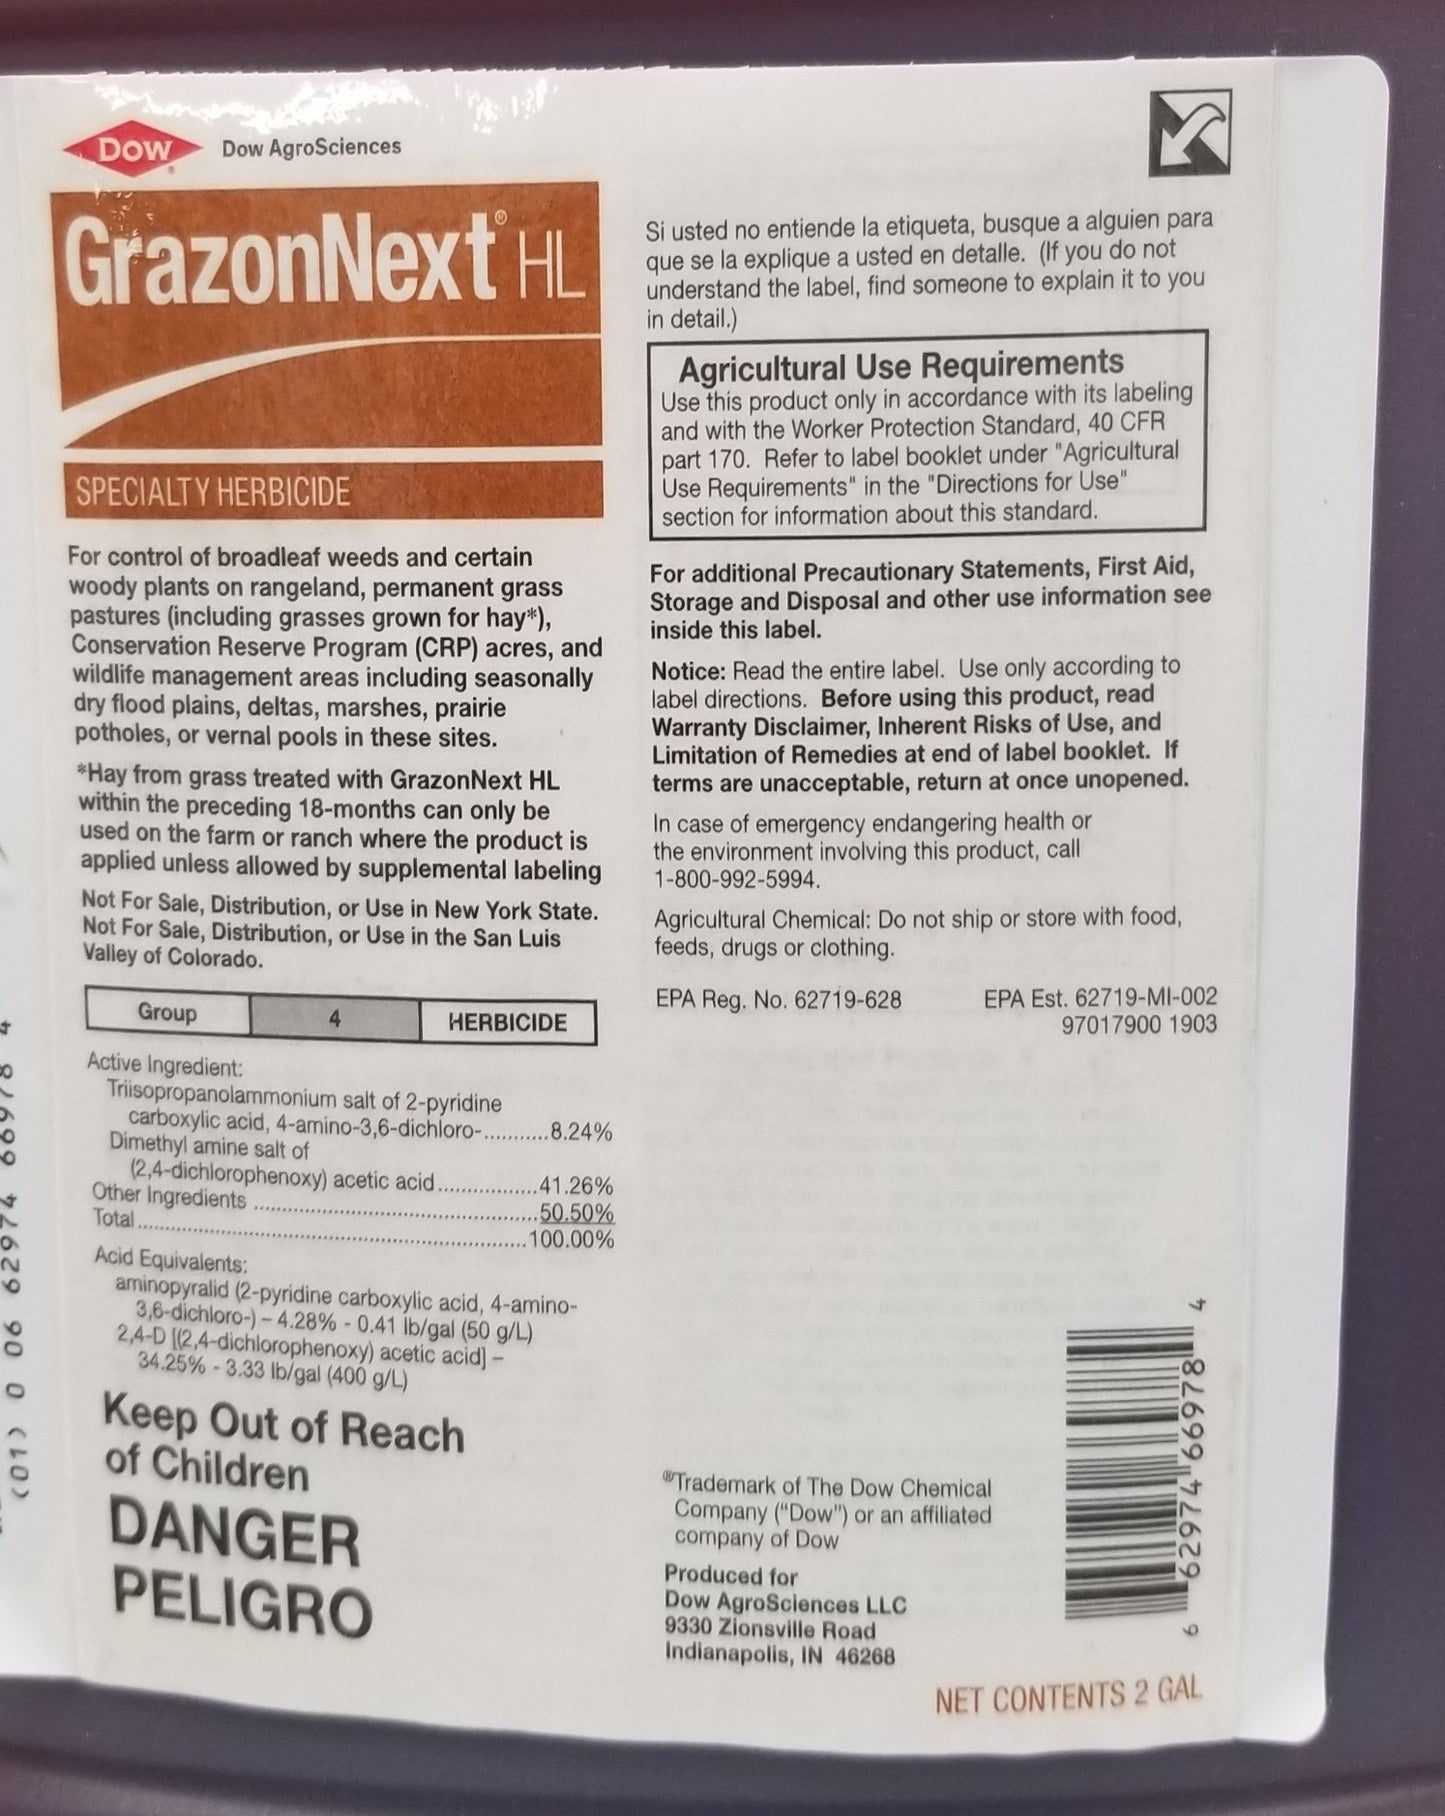 DOW®
Dow AgroSciences
GrazonNext® HL
SPECIALTY HERBICIDE
For control of broadleaf weeds and certain
woody plants on rangeland, permanent grass
pastures (including grasses grown for hay*),
Conservation Reserve Program (CRP) acres, and
wildlife management areas including seasonally
dry flood plains, deltas, marshes, prairie
potholes, or vernal pools in these sites.
*Hay from grass treated with GrazonNext HL
within the preceding 18-months can only be
used on the farm or ranch where the product is
applied unless allowed by supplemental labeling
Not For Sale, Distribution, or Use in New York State.
Not For Sale, Distribution, or Use in the San Luis
Valley of Colorado.
Group 4 HERBICIDE
Active Ingredient:
Triisopropanolammonium salt of 2-pyridine
carboxylic acid, 4-amino-3,6-dichloro-...........8.24%
Dimethyl amine salt of
(2,4-dichlorophenoxy) acetic acid.................41.26%
Other Ingredients .................................................50.50%
Total....................................................................100.00%
Acid Equivalents:
aminopyralid (2-pyridine carboxylic acid, 4-amino-
3,6-dichloro-) – 4.28% - 0.41 lb/gal (50 g/L)
2,4-D [(2,4-dichlorophenoxy) acetic acid] –
34.25% - 3.33 lb/gal (400 g/L)
Keep Out of Reach
of Children
DANGER
PELIGRO
Si usted no entiende la etiqueta, busque a alguien para
que se la explique a usted en detalle. (If you do not
understand the label, find someone to explain it to you
in detail.)
Agricultural Use Requirements
Use this product only in accordance with its labeling
and with the Worker Protection Standard, 40 CFR
part 170. Refer to label booklet under "Agricultural
Use Requirements" in the "Directions for Use"
section for information about this standard.
For additional Precautionary Statements, First Aid,
Storage and Disposal and other use information see
inside this label.
Notice: Read the entire label. Use only according to
label directions. Before using this product, read
Warranty Disclaimer, Inherent Risks of Use, and
Limitation of Remedies at end of label booklet. If
terms are unacceptable, return at once unopened.
In case of emergency endangering health or
the environment involving this product, call
1-800-992-5994.
Agricultural Chemical: Do not ship or store with food,
feeds, drugs or clothing.
EPA Reg. No. 62719-628 EPA Est. 62719-MI-002
97017900 1903
®Trademark of The Dow Chemical
Company ("Dow") or an affiliated
company of Dow
Produced for
Dow AgroSciences LLC
9330 Zionsville Road
Indianapolis, IN 46268
NET CONTENTS 2 GAL
6 62974 66978 4
(01) 0 06 62974 66978 4